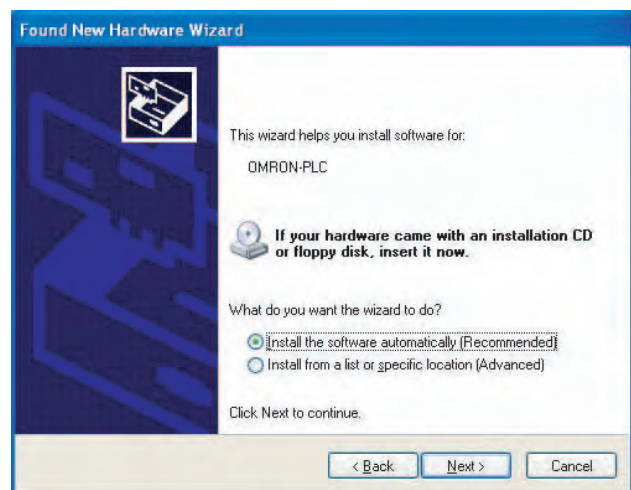 Found New Hardware Wizard
This wizard helps you install software for:
OMRON-PLC
If your hardware came with an installation CD
or floppy disk, insert it now.
What do you want the wizard to do?
Install the software automatically (Recommended)
Install from a list or specific location (Advanced)
Click Next to continue.
< Back Next > Cancel